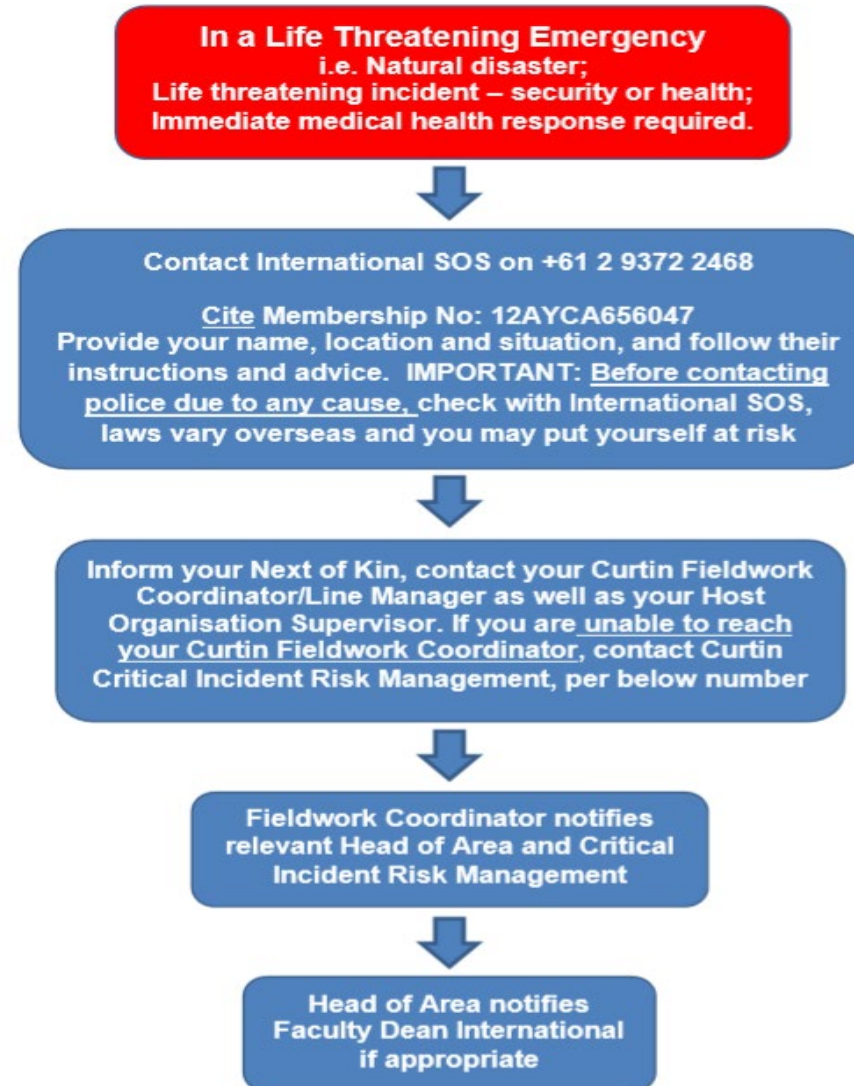 In a Life Threatening Emergency
i.e. Natural disaster;
Life threatening incident – security or health;
Immediate medical health response required.
Contact International SOS on +61 2 9372 2468
Cite Membership No: 12AYCA656047
Provide your name, location and situation, and follow their
instructions and advice.  IMPORTANT: Before contacting
police due to any cause, check with International SOS,
laws vary overseas and you may put yourself at risk
Inform your Next of Kin, contact your Curtin Fieldwork
Coordinator/Line Manager as well as your Host
Organisation Supervisor. If you are unable to reach
your Curtin Fieldwork Coordinator, contact Curtin
Critical Incident Risk Management, per below number
Fieldwork Coordinator notifies
relevant Head of Area and Critical
Incident Risk Management
Head of Area notifies
Faculty Dean International
if appropriate